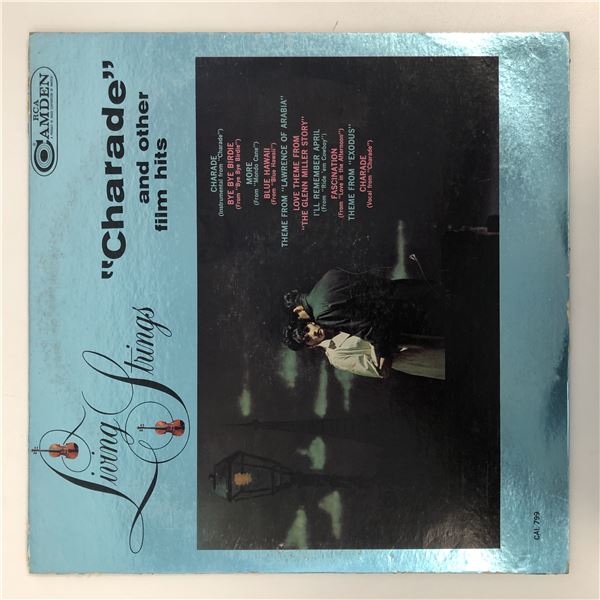 RCA
CAMDEN
"Charade"
and other
film hits
Living Strings
CHARADE
(Instrumental from "Charade")
BYE BYE BIRDIE
(From "Bye Bye Birdie")
MORE
(From "Mondo Cane")
BLUE HAWAII
(From "Blue Hawaii")
THEME FROM "LAWRENCE OF ARABIA"
LOVE THEME FROM
"THE GLENN MILLER STORY"
I'LL REMEMBER APRIL
(From "Ride 'Em Cowboy")
FASCINATION
(From "Love in the Afternoon")
THEME FROM "EXODUS"
CHARADE
(Vocal from "Charade")
CAL 799